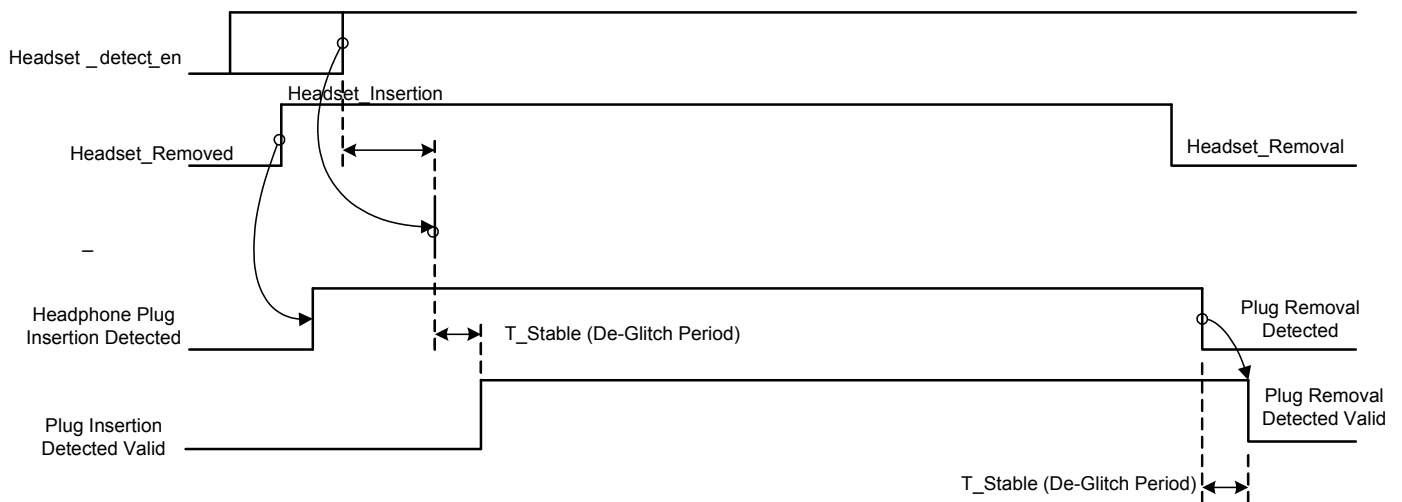 Headset _detect_en
Headset_Insertion
Headset_Removed
Headset_Removal
_
Headphone Plug
Insertion Detected
T_Stable (De-Glitch Period)
Plug Removal
Detected
Plug Insertion
Detected Valid
Plug Removal
Detected Valid
T_Stable (De-Glitch Period)